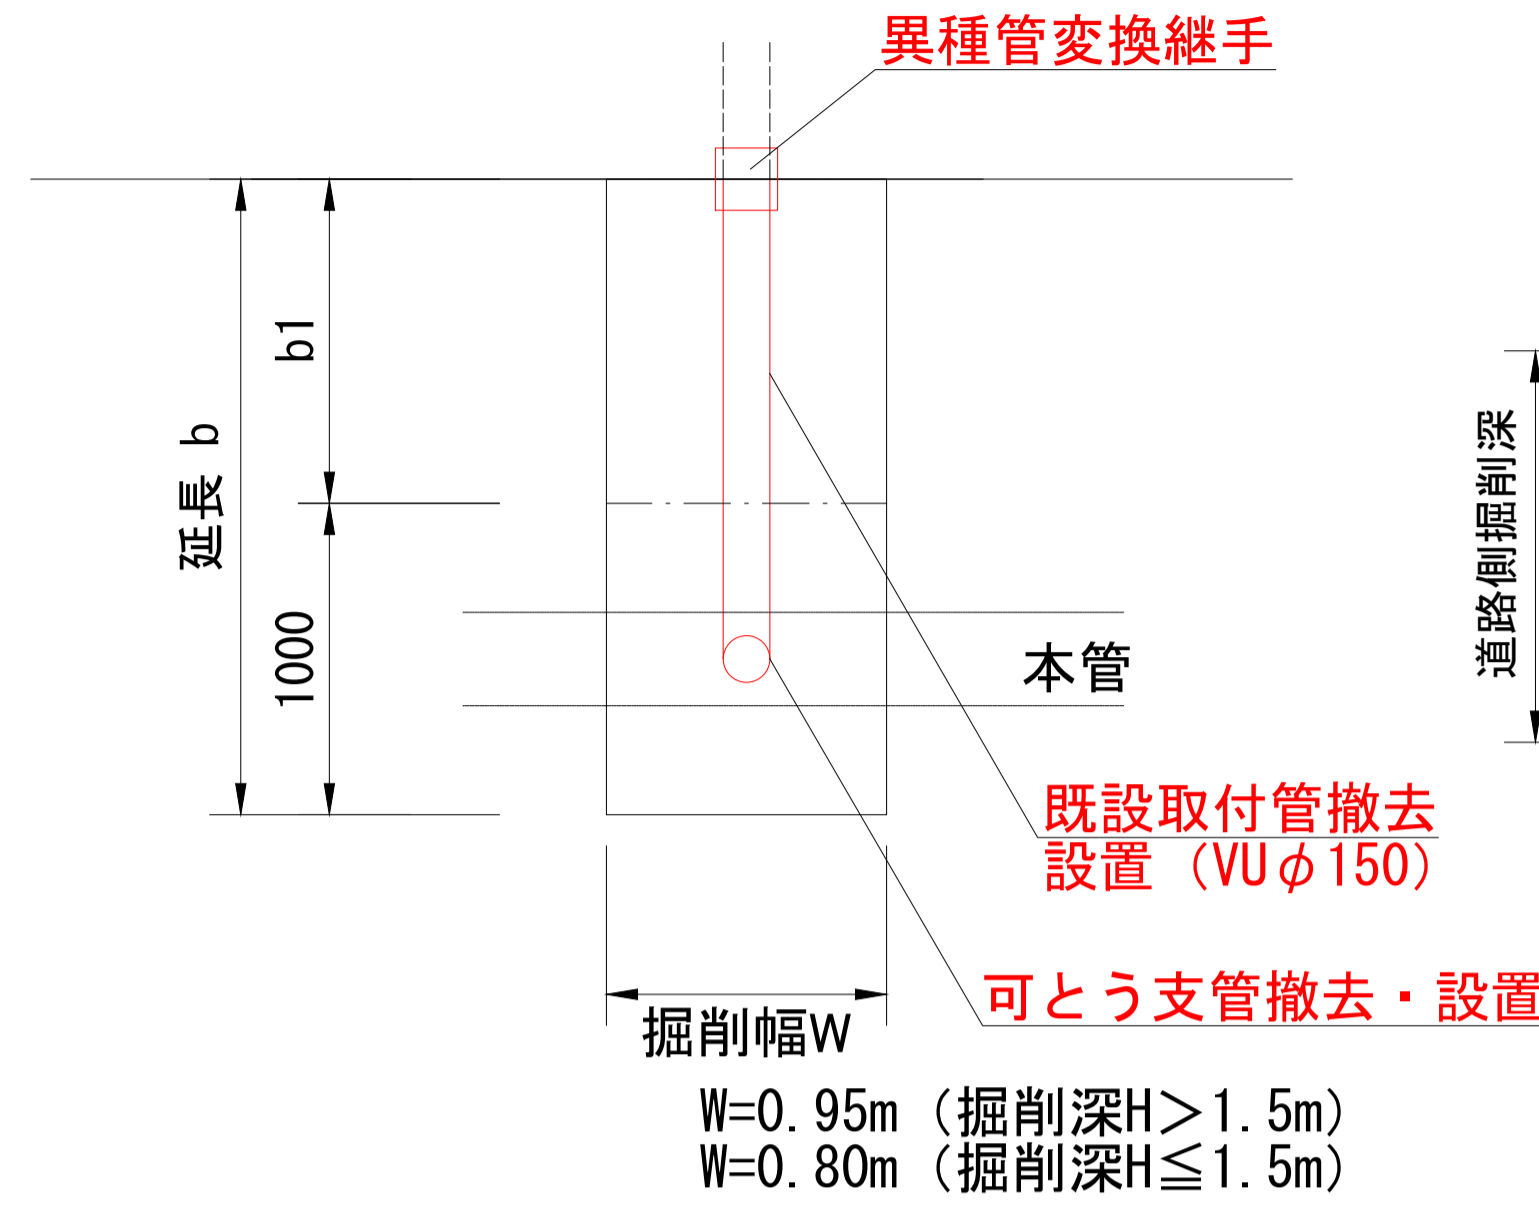 異種管変換継手
b1
延長 b
道路側掘削深
1000
本管
既設取付管撤去
設置（VUφ150）
可とう支管撤去・設置
掘削幅W
W=0.95m（掘削深H＞1.5m）
W=0.80m（掘削深H≦1.5m）